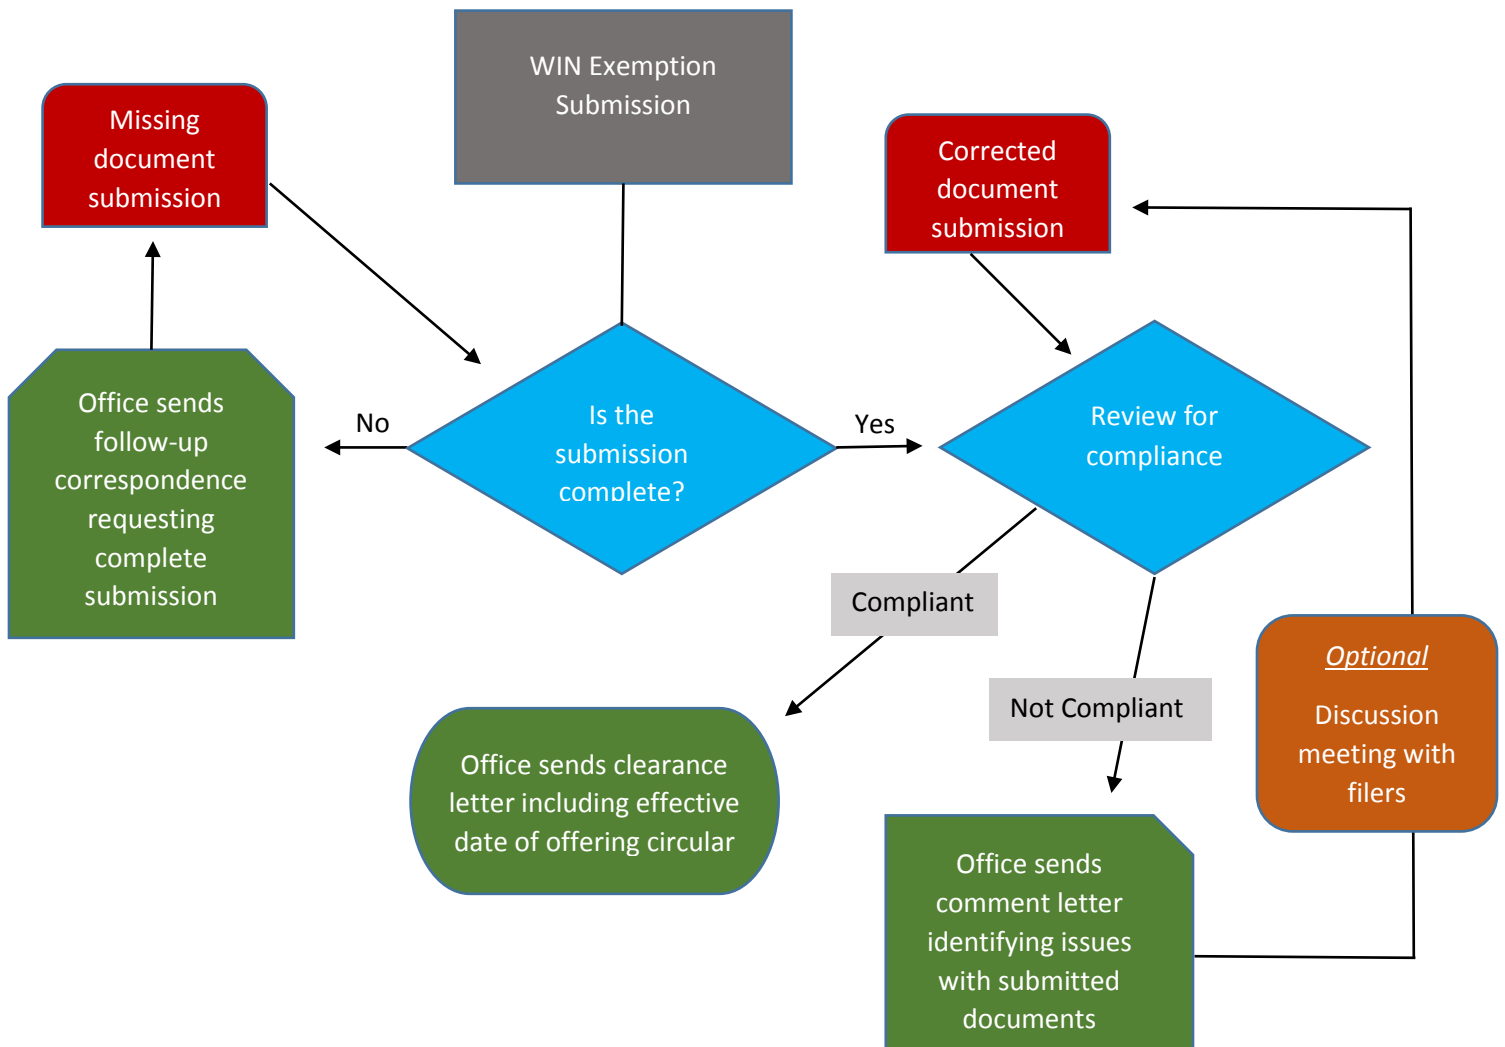 WIN Exemption
Submission
Missing
document
submission
Corrected
document
submission
Office sends
follow-up
correspondence
requesting
complete
submission
No
Is the
submission
complete?
Yes
Review for
compliance
Compliant
Not Compliant
Optional
Discussion
meeting with
filers
Office sends clearance
letter including effective
date of offering circular
Office sends
comment letter
identifying issues
with submitted
documents